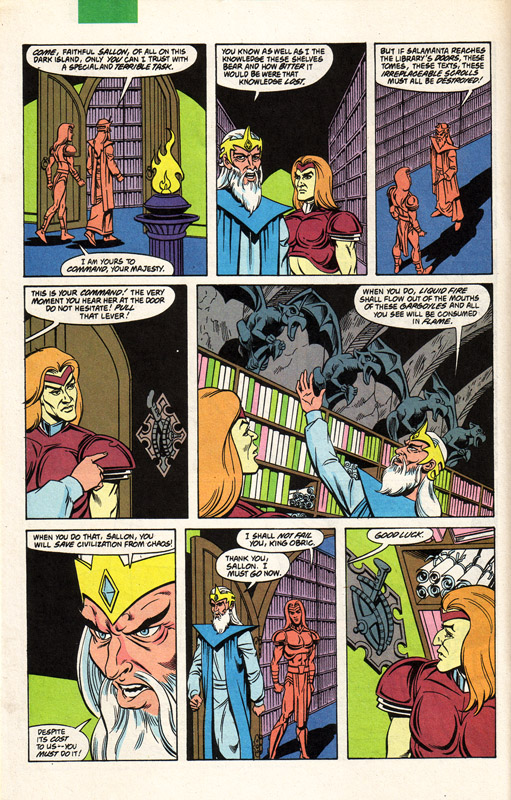 COME, FAITHFUL SALLON, OF ALL ON THIS
DARK ISLAND, ONLY YOU CAN I TRUST WITH
A SPECIAL AND TERRIBLE TASK.
I AM YOURS TO
COMMAND, YOUR MAJESTY.
YOU KNOW AS WELL AS I THE
KNOWLEDGE THESE SHELVES
BEAR AND HOW BITTER IT
WOULD BE WERE THAT
KNOWLEDGE LOST.
BUT IF SALAMANTA REACHES
THE LIBRARY'S DOORS, THESE
TOMES, THESE TEXTS, THESE
IRREPLACEABLE SCROLLS
MUST ALL BE DESTROYED!
THIS IS YOUR COMMAND! THE VERY
MOMENT YOU HEAR HER AT THE DOOR
DO NOT HESITATE! PULL
THAT LEVER!
WHEN YOU DO, LIQUID FIRE
SHALL FLOW OUT OF THE MOUTHS
OF THESE GARGOILES AND ALL
YOU SEE WILL BE CONSUMED
IN FLAME.
WHEN YOU DO THAT, SALLON, YOU
WILL SAVE CIVILIZATION FROM CHAOS!
DESPITE
ITS COST
TO US--YOU
MUST DO IT!
I SHALL NOT FAIL
YOU, KING OBRIC.
THANK YOU,
SALLON. I
MUST GO NOW.
GOOD LUCK.